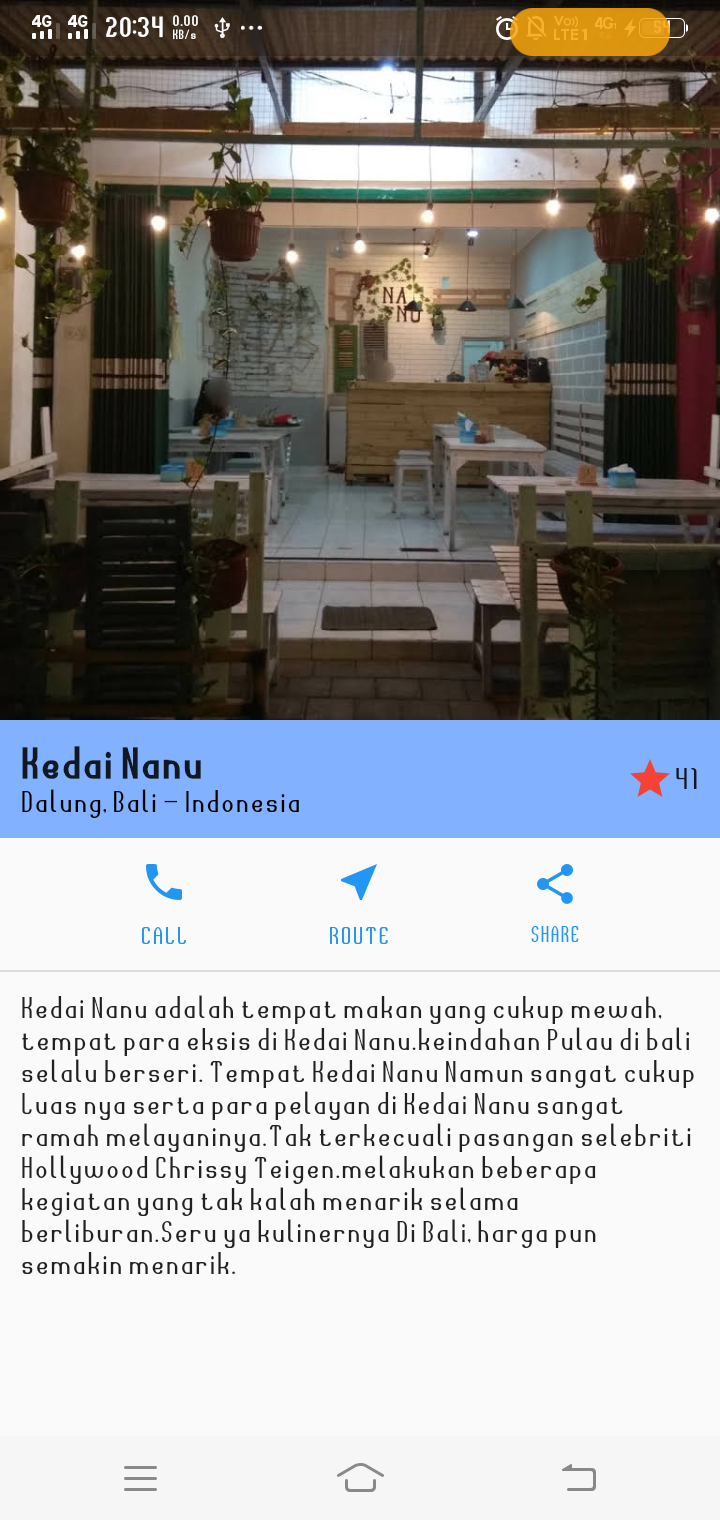 4G 4G 20:34 0.00 KB/s Vo)) LTE1 4G 54
NA
NU
Kedai Nanu
Dalung, Bali - Indonesia
41
CALL ROUTE SHARE
Kedai Nanu adalah tempat makan yang cukup mewah,
tempat para eksis di Kedai Nanu.keindahan Pulau di bali
selalu berseri. Tempat Kedai Nanu Namun sangat cukup
Luas nya serta para pelayan di Kedai Nanu sangat
ramah melayaninya.Tak terkecuali pasangan selebriti
Hollywood Chrissy Teigen.melakukan beberapa
kegiatan yang tak kalah menarik selama
berliburan.Seru ya kulinernya Di Bali, harga pun
semakin menarik.